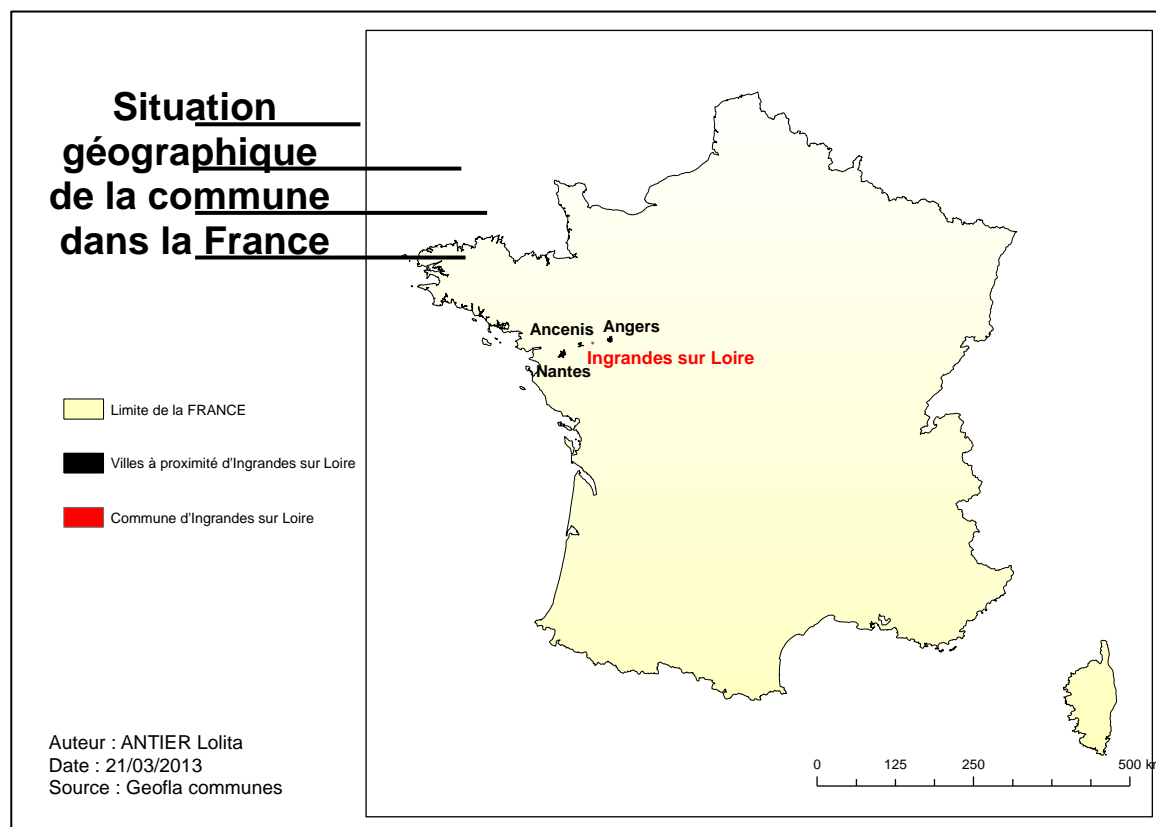 Situation
géographique
de la commune
dans la France
Ancenis
Angers
Ingrandes sur Loire
Nantes
Limite de la FRANCE
Villes à proximité d'Ingrandes sur Loire
Commune d'Ingrandes sur Loire
Auteur : ANTIER Lolita
Date : 21/03/2013
Source : Geofla communes
0 125 250 500 km